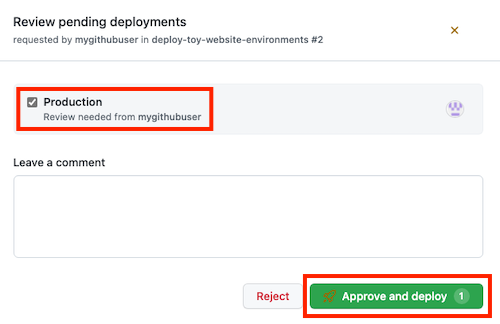 Review pending deployments
requested by mygithubuser in deploy-toy-website-environments #2
Production
Review needed from mygithubuser
Leave a comment
Reject
Approve and deploy 1